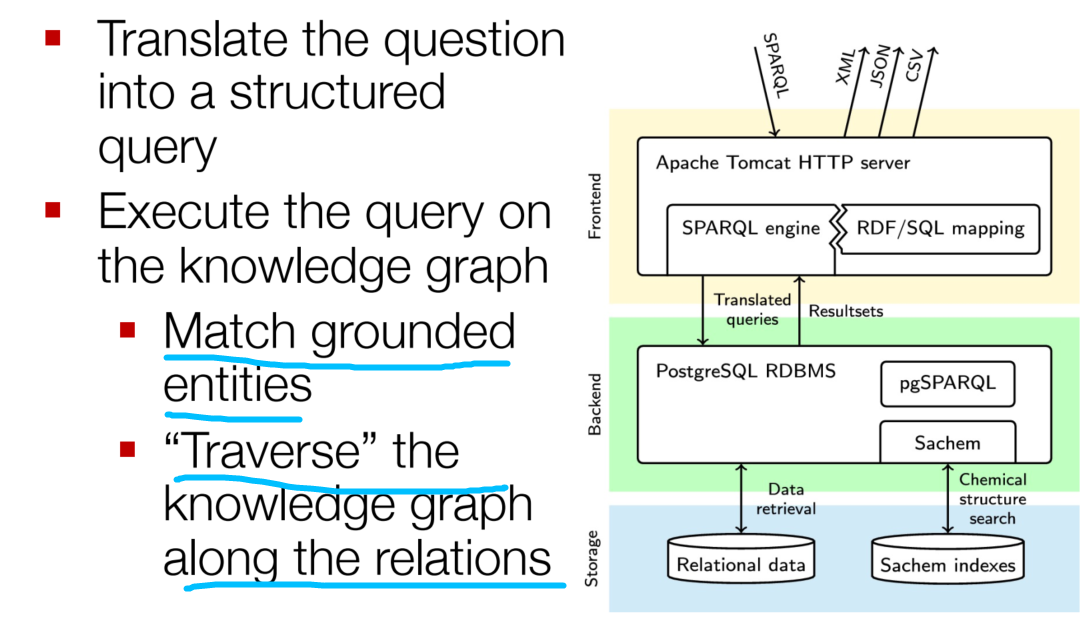 Translate the question
into a structured
query
Execute the query on
the knowledge graph
Match grounded
entities
“Traverse” the
knowledge graph
along the relations
SPARQL
XML
JSON
CSV
Frontend
Apache Tomcat HTTP server
SPARQL engine
RDF/SQL mapping
Translated
queries
Resultsets
Backend
PostgreSQL RDBMS
pgSPARQL
Sachem
Data
retrieval
Chemical
structure
search
Storage
Relational data
Sachem indexes